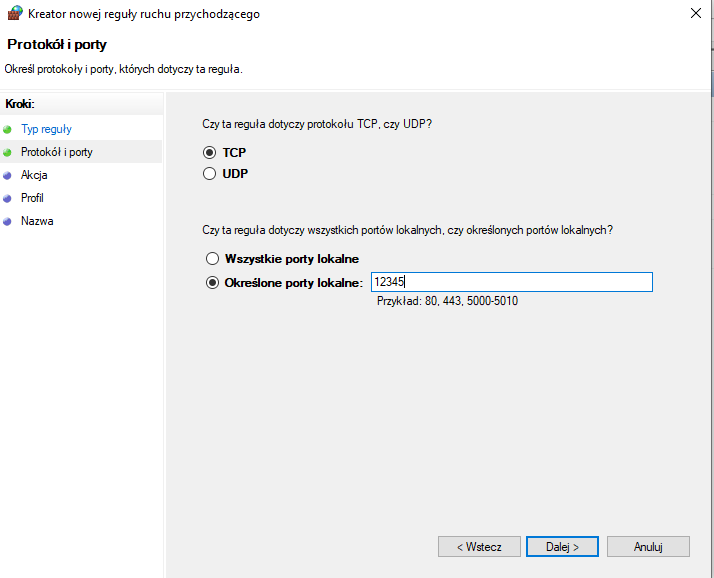 Kreator nowej reguły ruchu przychodzącego
Protokół i porty
Określ protokoły i porty, których dotyczy ta reguła.
Kroki:
Typ reguły
Protokół i porty
Akcja
Profil
Nazwa
Czy ta reguła dotyczy protokołu TCP, czy UDP?
TCP
UDP
Czy ta reguła dotyczy wszystkich portów lokalnych, czy określonych portów lokalnych?
Wszystkie porty lokalne
Określone porty lokalne: 12345
Przykład: 80, 443, 5000-5010
< Wstecz Dalej > Anuluj